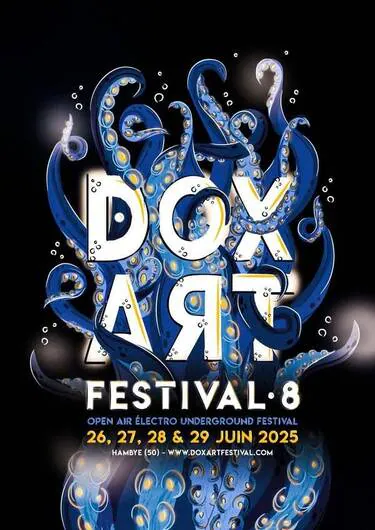 DOX
ART
FESTIVAL·8
OPEN AIR ÉLECTRO UNDERGROUND FESTIVAL
26, 27, 28 & 29 JUIN 2025
HAMBYE (50) - WWW.DOXARTFESTIVAL.COM